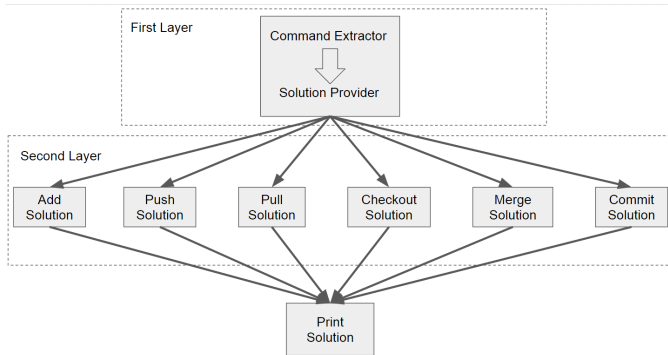 First Layer
Command Extractor
Solution Provider
Second Layer
Add
Solution
Push
Solution
Pull
Solution
Checkout
Solution
Merge
Solution
Commit
Solution
Print
Solution